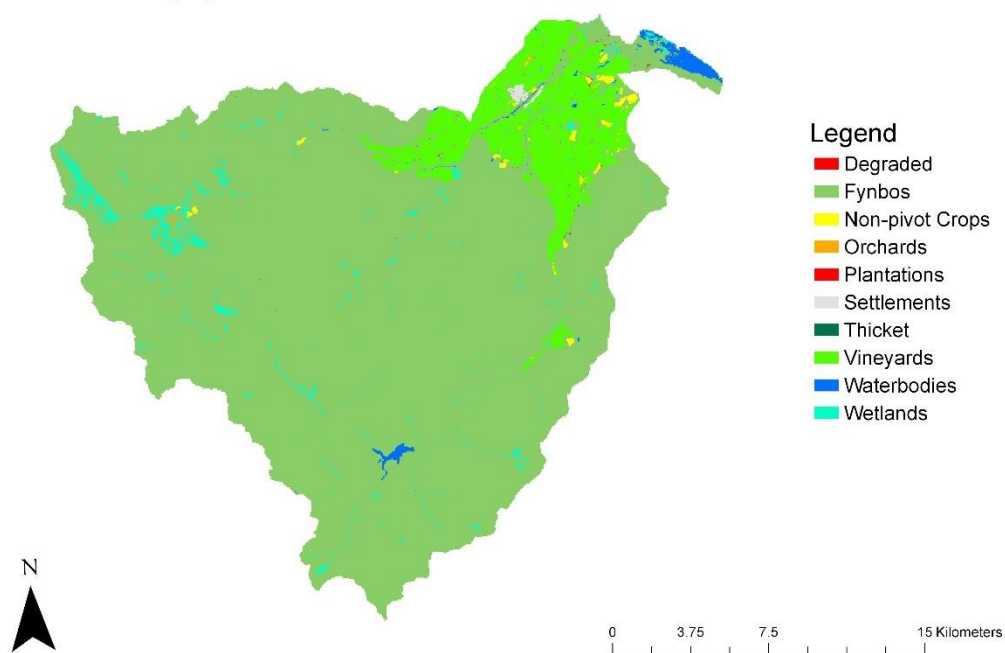 Legend
Degraded
Fynbos
Non-pivot Crops
Orchards
Plantations
Settlements
Thicket
Vineyards
Waterbodies
Wetlands
N
0 3.75 7.5 15 Kilometers